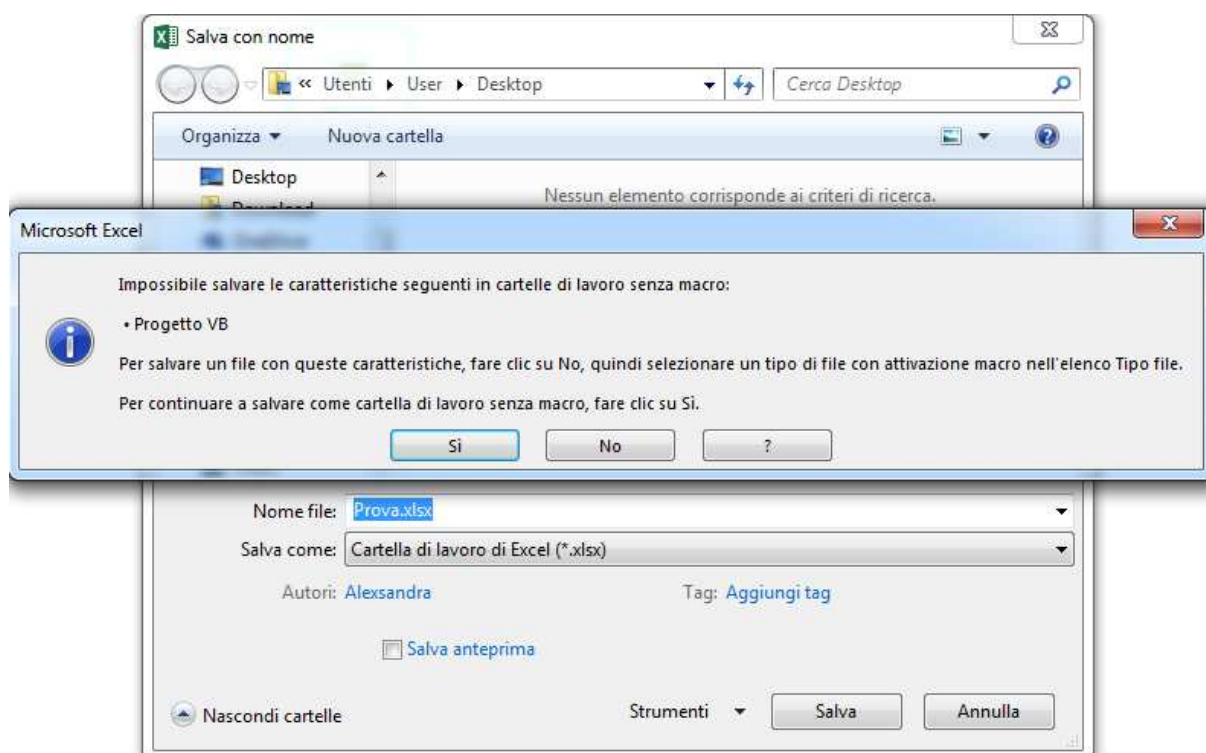 Salva con nome
« Utenti ▸ User ▸ Desktop
Cerca Desktop
Organizza
Nuova cartella
Desktop
Nessun elemento corrisponde ai criteri di ricerca.
Download
Microsoft Excel
Impossibile salvare le caratteristiche seguenti in cartelle di lavoro senza macro:
• Progetto VB
Per salvare un file con queste caratteristiche, fare clic su No, quindi selezionare un tipo di file con attivazione macro nell'elenco Tipo file.
Per continuare a salvare come cartella di lavoro senza macro, fare clic su Sì.
Sì
No
?
Nome file: Prova.xlsx
Salva come: Cartella di lavoro di Excel (*.xlsx)
Autori: Alexsandra
Tag: Aggiungi tag
Salva anteprima
Nascondi cartelle
Strumenti
Salva
Annulla